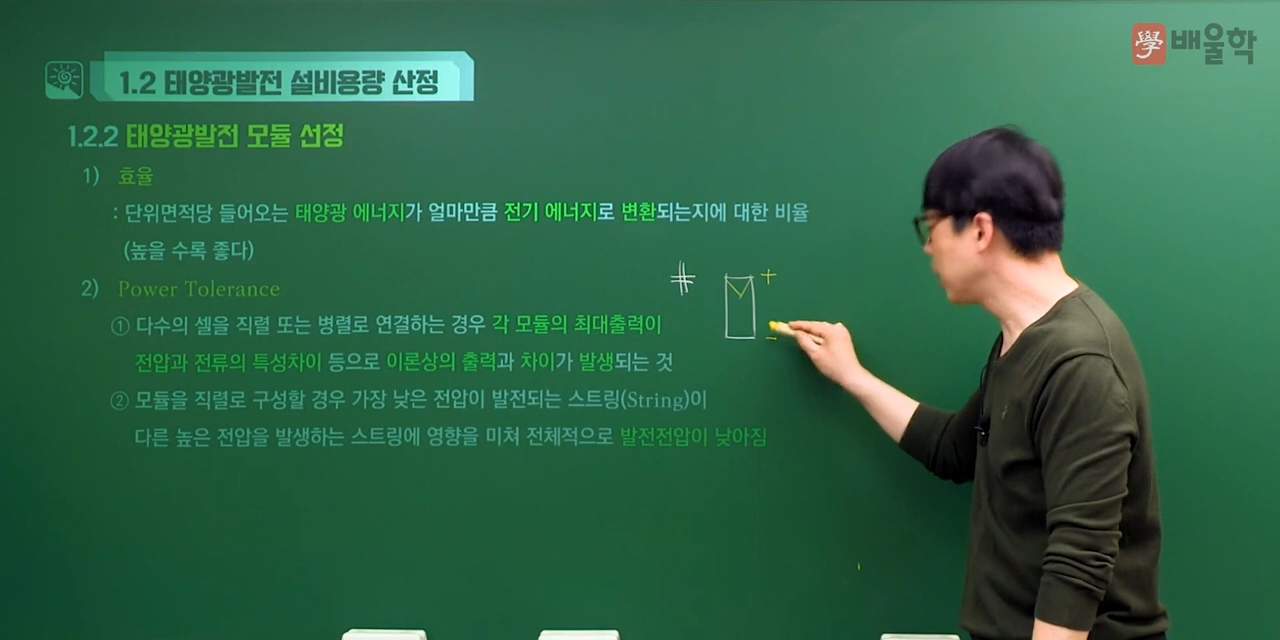 學 배울학
1.2 태양광발전 설비용량 산정
1.2.2 태양광발전 모듈 선정
1) 효율
: 단위면적당 들어오는 태양광 에너지가 얼마만큼 전기 에너지로 변환되는지에 대한 비율
(높을 수록 좋다)
2) Power Tolerance
① 다수의 셀을 직렬 또는 병렬로 연결하는 경우 각 모듈의 최대출력이
전압과 전류의 특성차이 등으로 이론상의 출력과 차이가 발생되는 것
② 모듈을 직렬로 구성할 경우 가장 낮은 전압이 발전되는 스트링(String)이
다른 높은 전압을 발생하는 스트링에 영향을 미쳐 전체적으로 발전전압이 낮아짐
# +
-